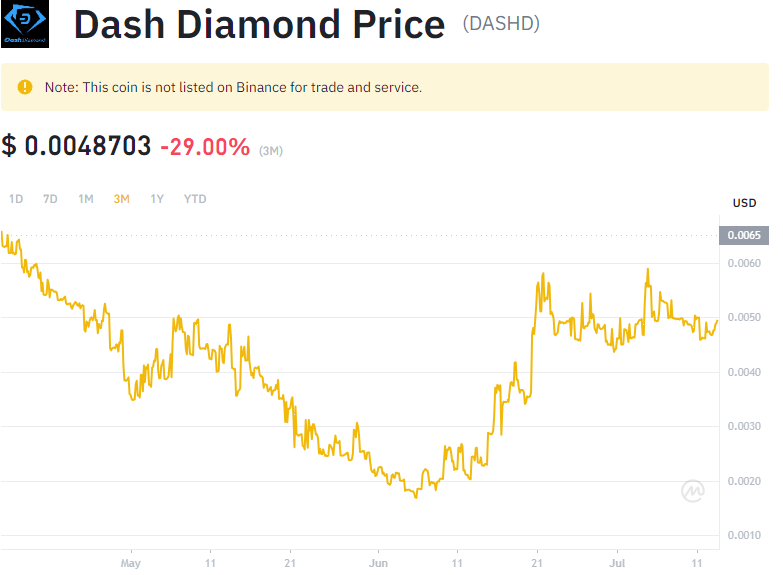 Dash Diamond Price (DASHD)
DashDiamond
Note: This coin is not listed on Binance for trade and service.
$ 0.0048703 -29.00% (3M)
1D 7D 1M 3M 1Y YTD
USD
0.0065
0.0060
0.0050
0.0040
0.0030
0.0020
0.0010
May 11 21 Jun 11 21 Jul 11